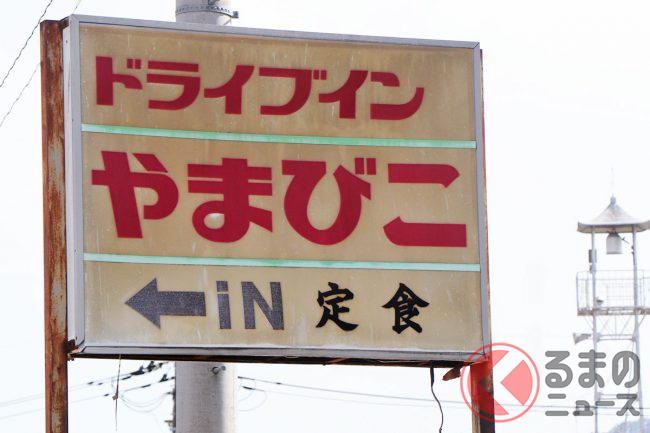 ドライブイン
やまびこ
← iN 定食
くるまの
ニュース